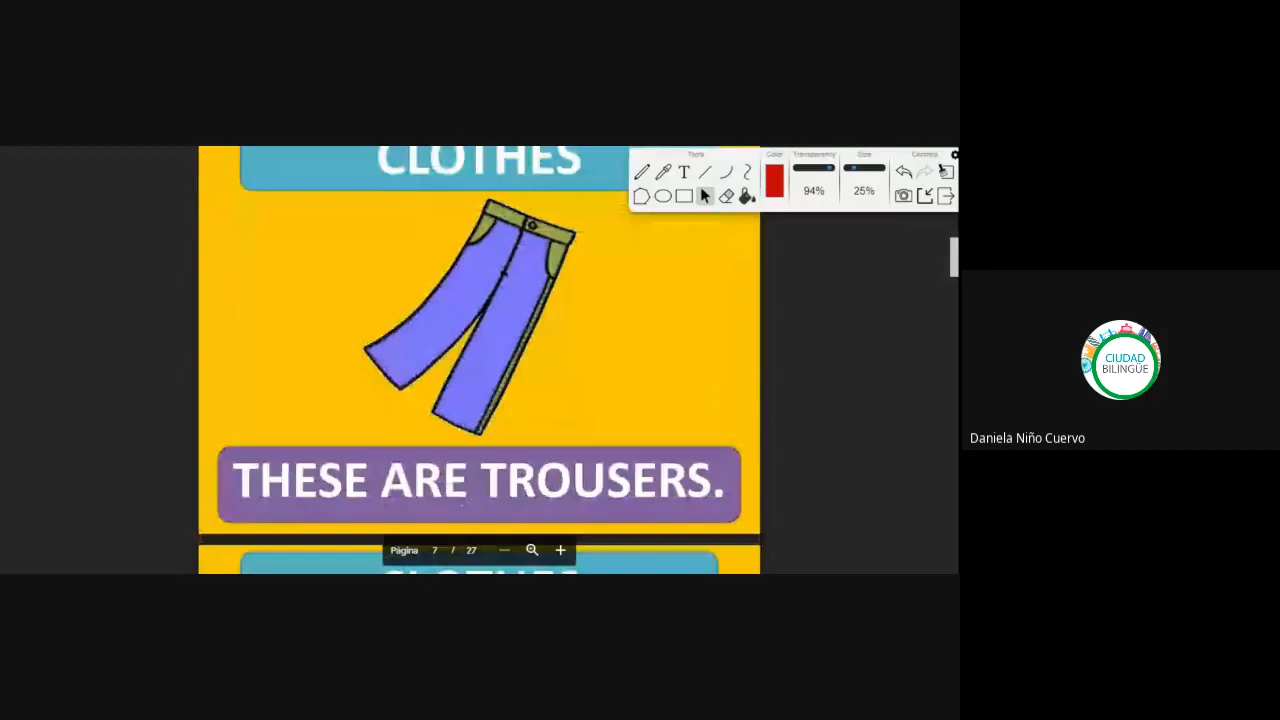 CLOTHES
Tools
Color
Transparency
Size
Controls
T
94%
25%
THESE ARE TROUSERS.
Página 7 / 27
CLOTHES
CIUDAD
BILINGÜE
Daniela Niño Cuervo